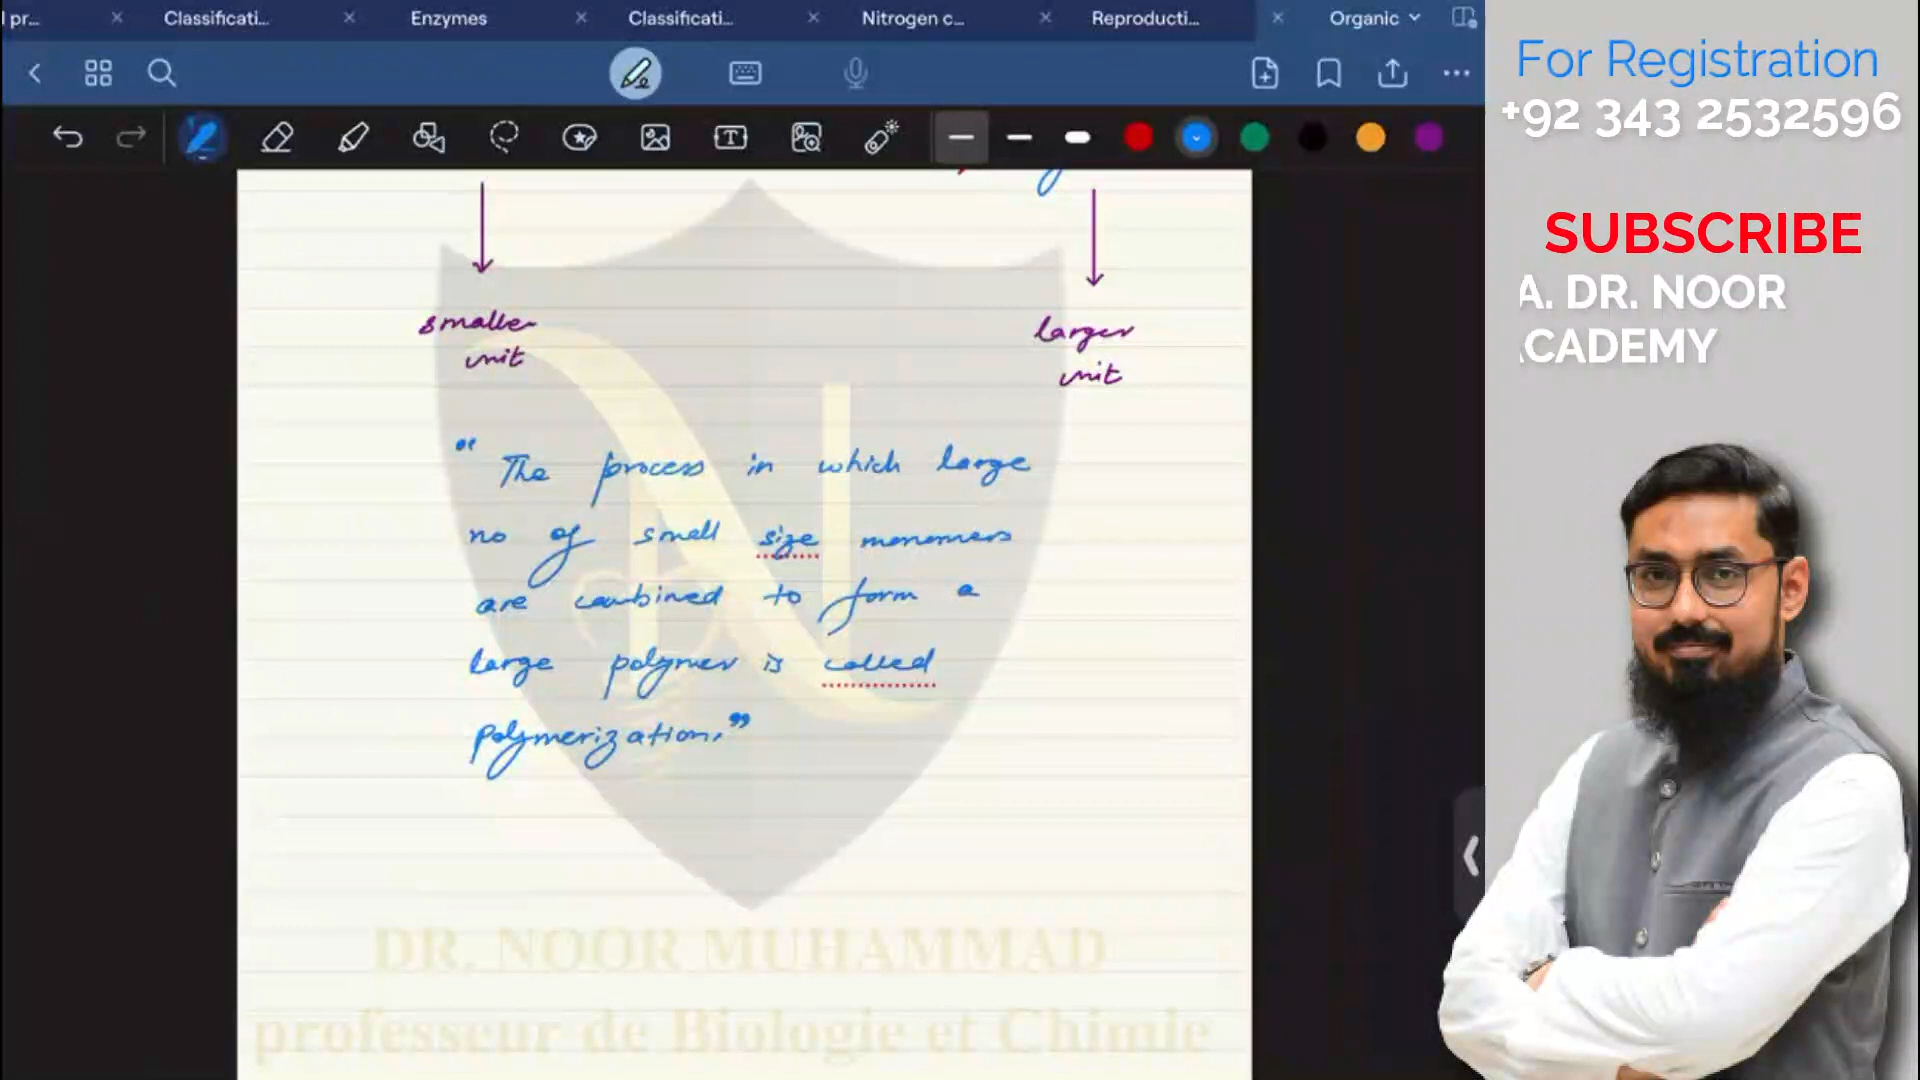 pr...
Classificati...
Enzymes
Classificati...
Nitrogen c...
Reproducti...
Organic
For Registration
+92 343 2532596
SUBSCRIBE
A. DR. NOOR
CADEMY
smaller
unit
larger
unit
" The process in which large
no of small size monomers
are combined to form a
large polymer is called
polymerization."
DR. NOOR MUHAMMAD
professeur de Biologie et Chimie